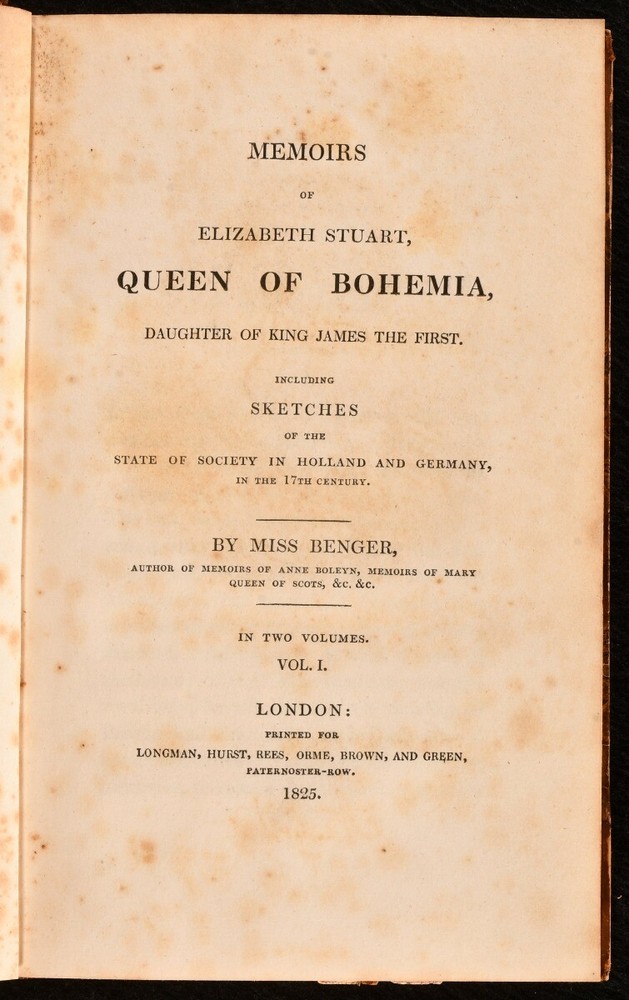 MEMOIRS
OF
ELIZABETH STUART,
QUEEN OF BOHEMIA,
DAUGHTER OF KING JAMES THE FIRST.
INCLUDING
SKETCHES
OF THE
STATE OF SOCIETY IN HOLLAND AND GERMANY,
IN THE 17TH CENTURY.
BY MISS BENGER,
AUTHOR OF MEMOIRS OF ANNE BOLEYN, MEMOIRS OF MARY
QUEEN OF SCOTS, &C. &C.
IN TWO VOLUMES.
VOL. I.
LONDON:
PRINTED FOR
LONGMAN, HURST, REES, ORME, BROWN, AND GREEN,
PATERNOSTER-ROW.
1825.